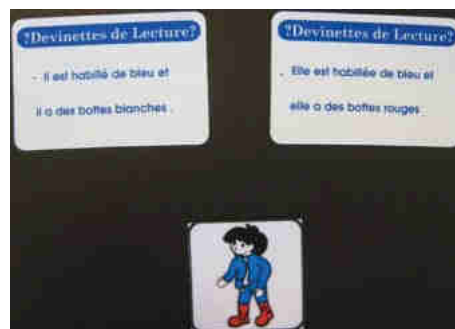 ?Devinettes de Lecture?
- Il est habillé de bleu et
il a des bottes blanches .
?Devinettes de Lecture?
. Elle est habillée de bleu et
elle a des bottes rouges